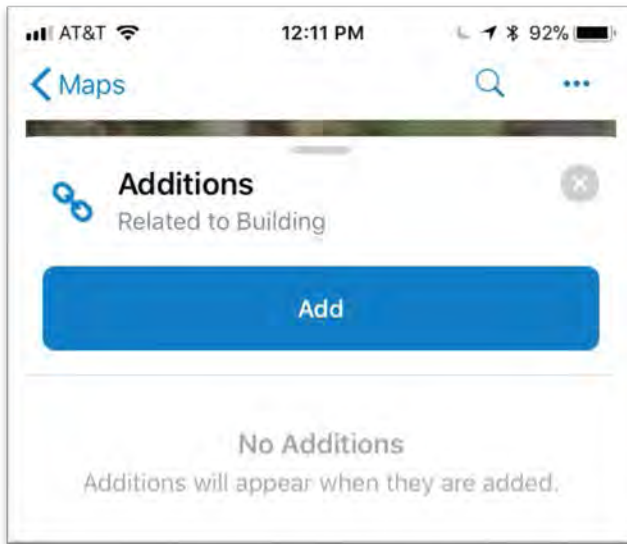 AT&T 12:11 PM 92%
Maps
Additions
Related to Building
Add
No Additions
Additions will appear when they are added.